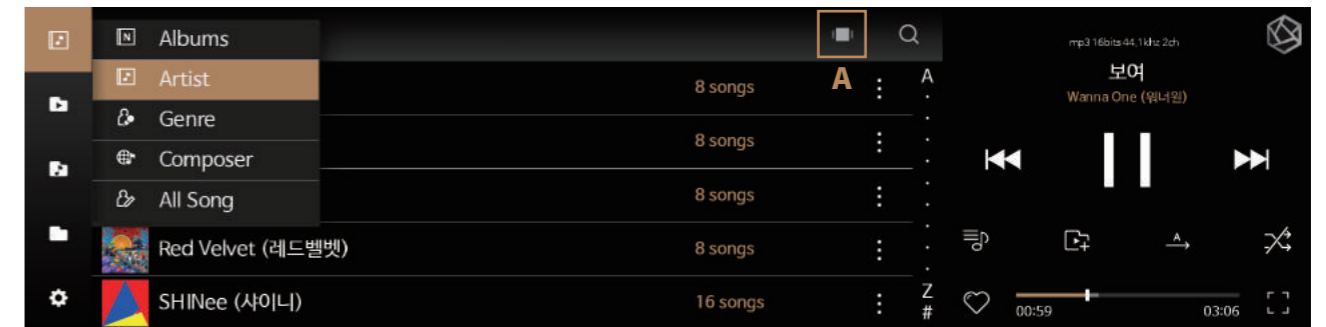 Albums
Artist
Genre
Composer
All Song
8 songs
8 songs
8 songs
Red Velvet (레드벨벳)
8 songs
SHINee (샤이니)
16 songs
A
A
Z
#
mp3 16bits 44,1khz 2ch
보여
Wanna One (워너원)
A
00:59
03:06